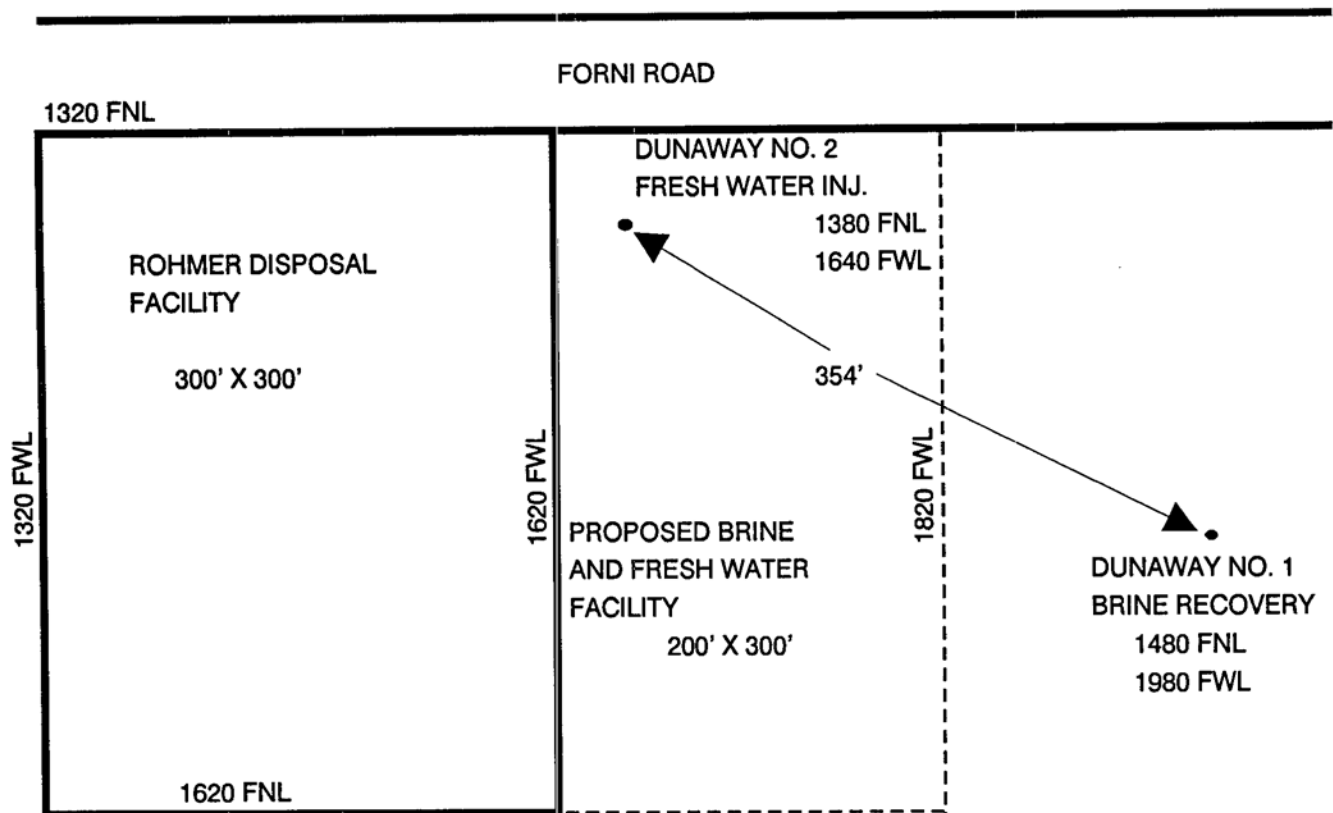 FORNI ROAD
1320 FNL
DUNAWAY NO. 2
FRESH WATER INJ.
1380 FNL
1640 FWL
ROHMER DISPOSAL
FACILITY
300' X 300'
354'
1320 FWL
1620 FWL
1820 FWL
PROPOSED BRINE
AND FRESH WATER
FACILITY
200' X 300'
DUNAWAY NO. 1
BRINE RECOVERY
1480 FNL
1980 FWL
1620 FNL